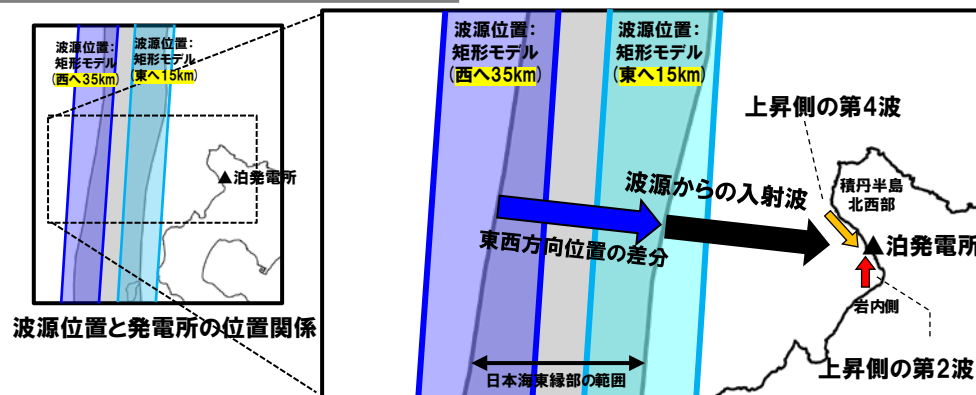 波源位置：
矩形モデル
（西へ35km）
波源位置：
矩形モデル
（東へ15km）
▲泊発電所
波源位置と発電所の位置関係
波源位置：
矩形モデル
（西へ35km）
波源位置：
矩形モデル
（東へ15km）
上昇側の第4波
積丹半島
北西部
波源からの入射波
東西方向位置の差分
▲泊発電所
岩内側
上昇側の第2波
日本海東縁部の範囲